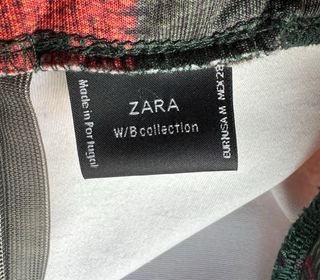 ZARA
W/B collection
Made in Portugal
EUR/USA M MEX 28